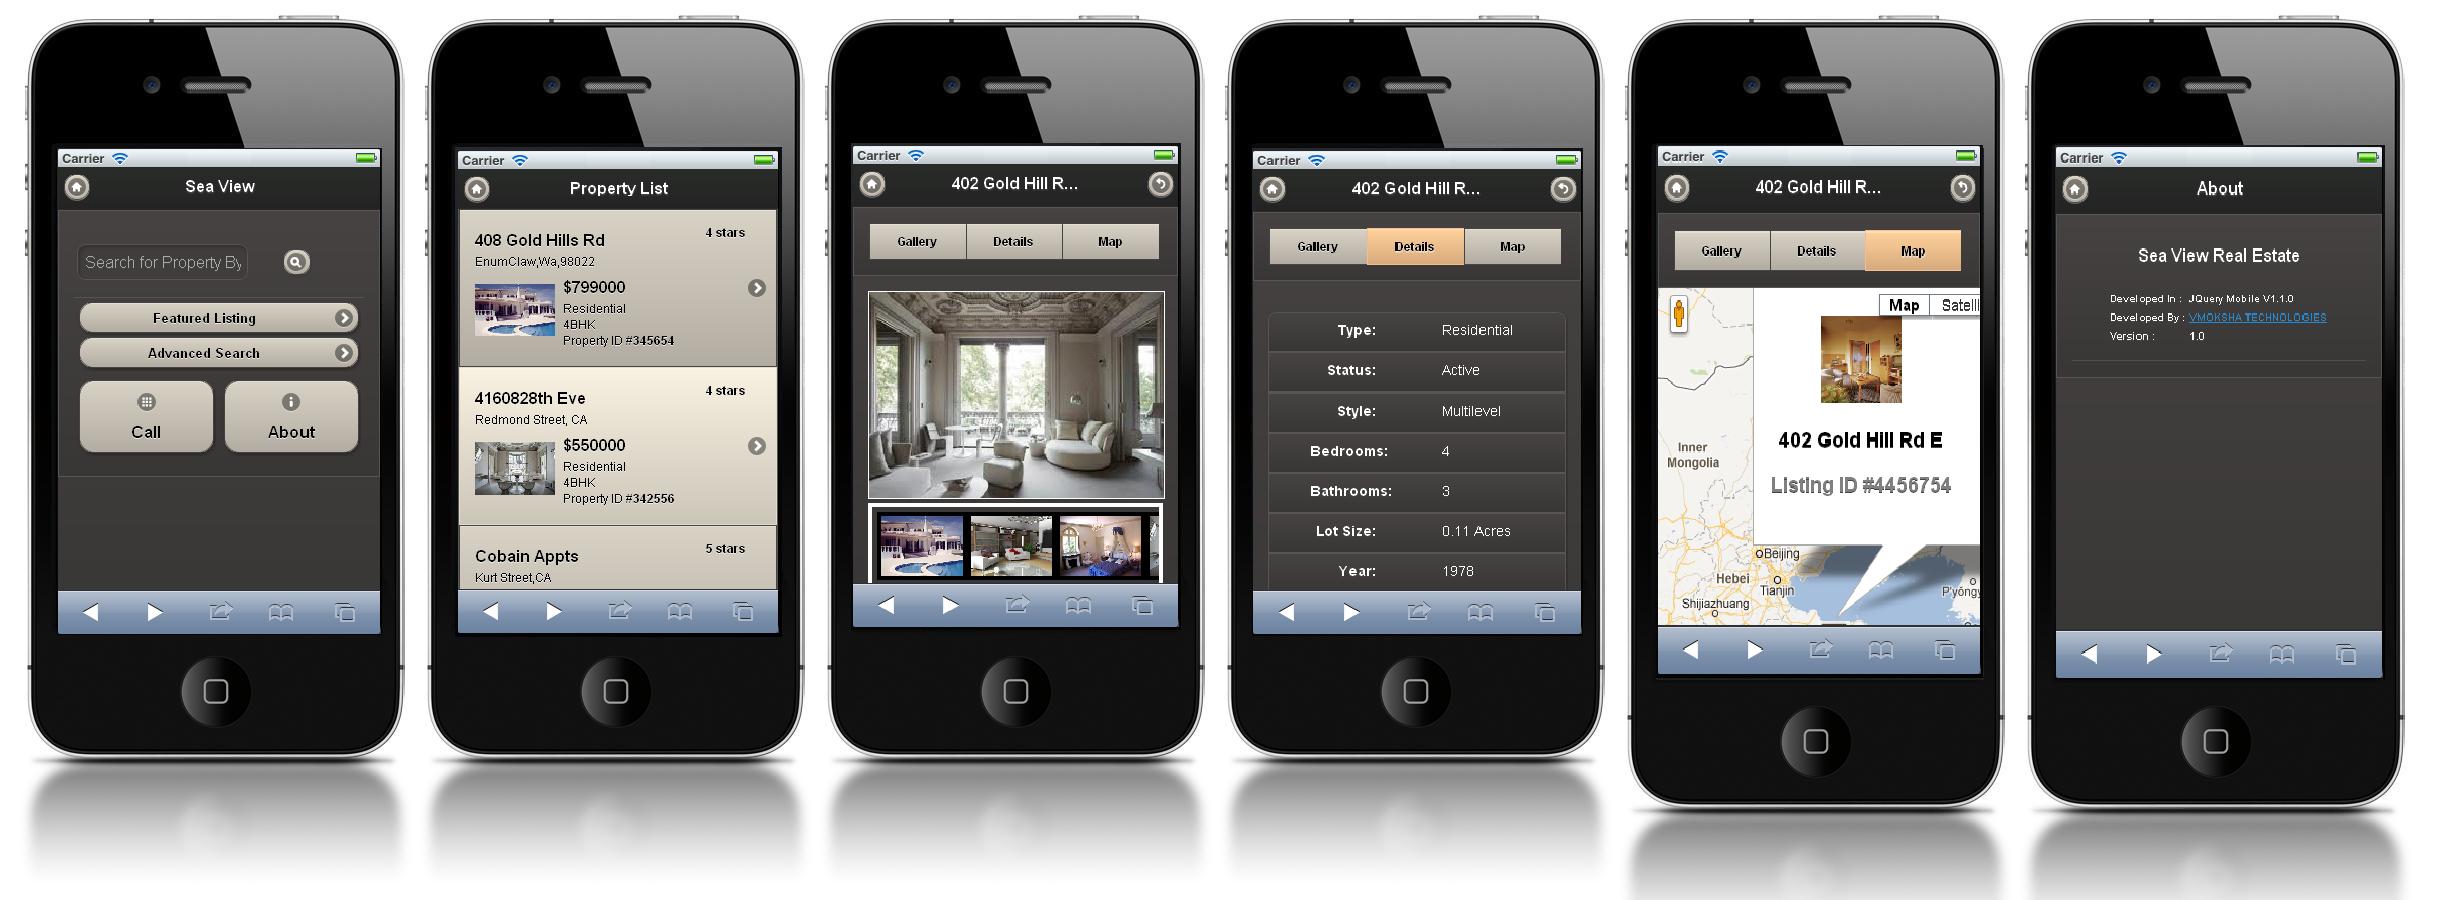 Carrier
Sea View
Search for Property By
Featured Listing
Advanced Search
Call
About
Carrier
Property List
408 Gold Hills Rd
4 stars
EnumClaw,Wa,98022
$799000
Residential
4BHK
Property ID #345654
4160828th Eve
4 stars
Redmond Street, CA
$550000
Residential
4BHK
Property ID #342556
Cobain Appts
5 stars
Kurt Street,CA
Carrier
402 Gold Hill R...
Gallery Details Map
Carrier
402 Gold Hill R...
Gallery Details Map
Type: Residential
Status: Active
Style: Multilevel
Bedrooms: 4
Bathrooms: 3
Lot Size: 0.11 Acres
Year: 1978
Carrier
402 Gold Hill R...
Gallery Details Map
Map Satelli
402 Gold Hill Rd E
Listing ID #4456754
Inner
Mongolia
Beijing
Hebei
Tianjin
Shijiazhuang
P'yŏngy
Carrier
About
Sea View Real Estate
Developed In : JQuery Mobile V1.1.0
Developed By : VMOKSHA TECHNOLOGIES
Version : 1.0